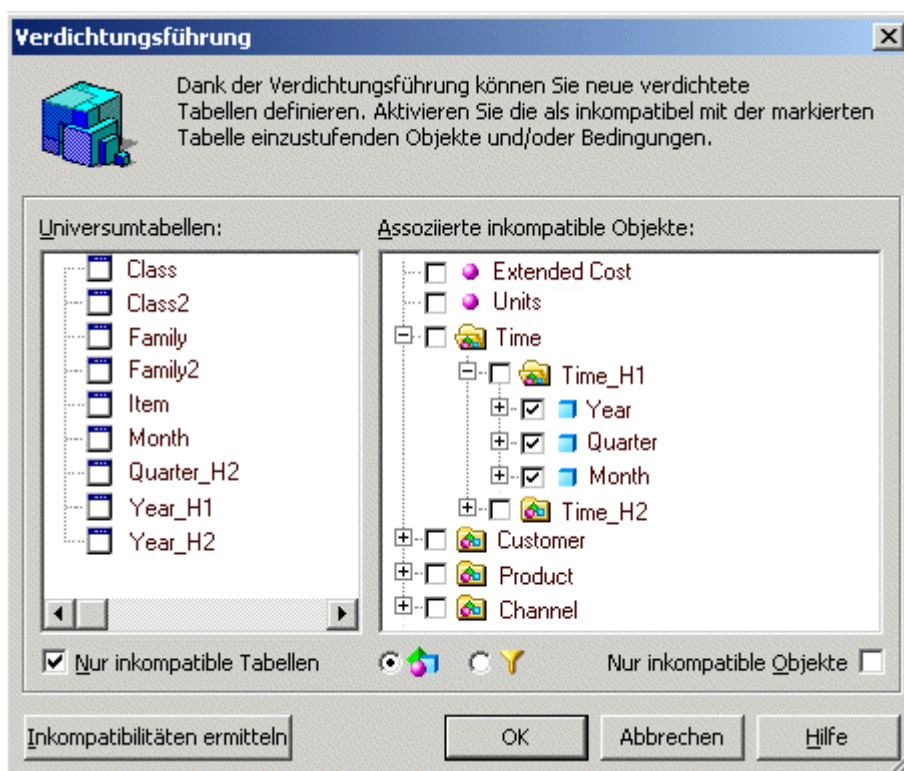 Verdichtungsführung
Dank der Verdichtungsführung können Sie neue verdichtete
Tabellen definieren. Aktivieren Sie die als inkompatibel mit der markierten
Tabelle einzustufenden Objekte und/oder Bedingungen.
Universumtabellen:
Class
Class2
Family
Family2
Item
Month
Quarter_H2
Year_H1
Year_H2
Assoziierte inkompatible Objekte:
Extended Cost
Units
Time
Time_H1
Year
Quarter
Month
Time_H2
Customer
Product
Channel
Nur inkompatible Tabellen
Nur inkompatible Objekte
Inkompatibilitäten ermitteln
OK
Abbrechen
Hilfe